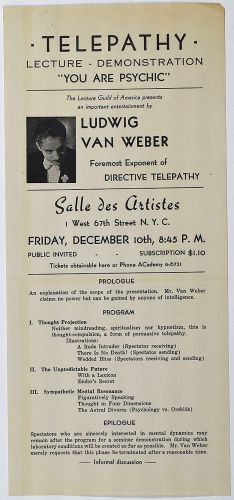 · TELEPATHY ·
LECTURE - DEMONSTRATION
"YOU ARE PSYCHIC"
The Lecture Guild of America presents
an important entertainment by
LUDWIG
VAN WEBER
Foremost Exponent of
DIRECTIVE TELEPATHY
Salle des Artistes
1 West 67th Street N. Y. C.
FRIDAY, DECEMBER 10th, 8:45 P. M.
PUBLIC INVITED - - SUBSCRIPTION $1.10
Tickets obtainable here or Phone ACademy 2-6721
PROLOGUE
An explanation of the scope of the presentation. Mr. Van Weber
claims no power but can be gained by anyone of intelligence.
PROGRAM
I. Thought Projection
Neither mindreading, spiritualism nor hypnotism, this is
thought-compulsion, a form of persuasive telepathy.
Illustrations:
A Rude Intruder (Spectator receiving)
There Is No Death! (Spectator sending)
Wedded Bliss (Spectators receiving and sending)
II. The Unpredictable Future
With a Lexicon
Endor's Secret
III. Sympathetic Mental Resonance
Figuratively Speaking
Thought in Four Dimensions
The Astral Divorce (Psychology vs. Orchids)
EPILOGUE
Spectators who are sincerely interested in mental dynamics may
remain after the program for a seminar demonstration during which
laboratory conditions will be created as far as possible. Mr. Van Weber
merely requests that this phase be terminated after a reasonable time.
Informal discussion